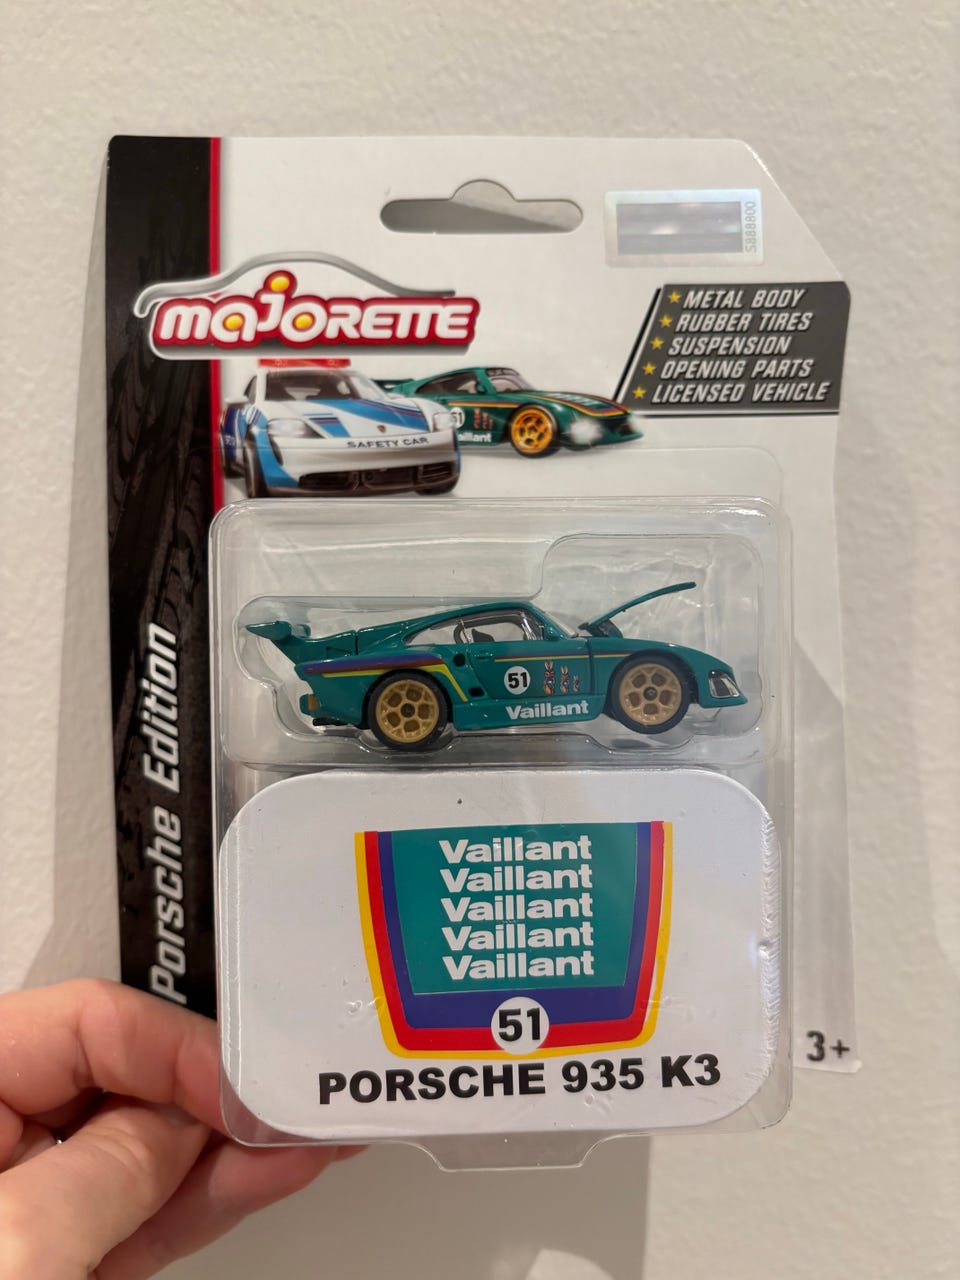 S888800
majORETTE
METAL BODY
RUBBER TIRES
SUSPENSION
OPENING PARTS
LICENSED VEHICLE
SAFETY CAR
51
Vaillant
Porsche Edition
51
Vaillant
Vaillant
Vaillant
Vaillant
Vaillant
Vaillant
51
PORSCHE 935 K3
3+